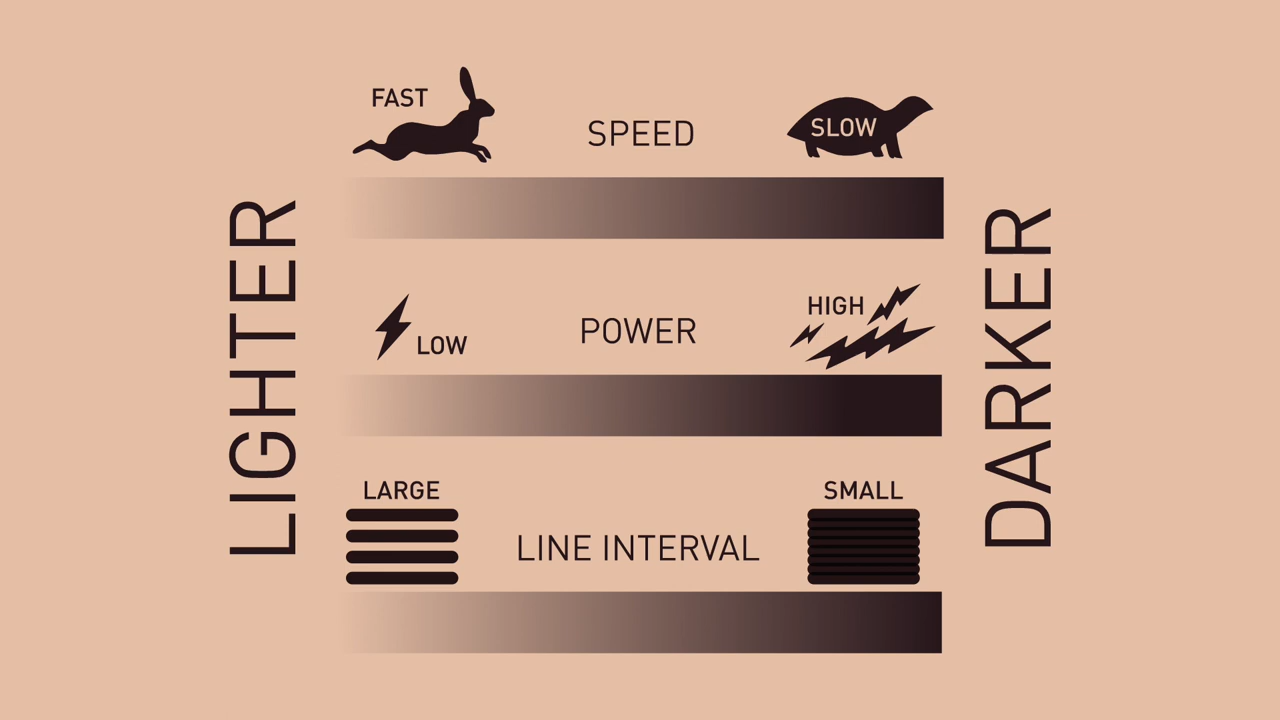 LIGHTER
FAST
SPEED
SLOW
LOW
POWER
HIGH
LARGE
LINE INTERVAL
SMALL
DARKER